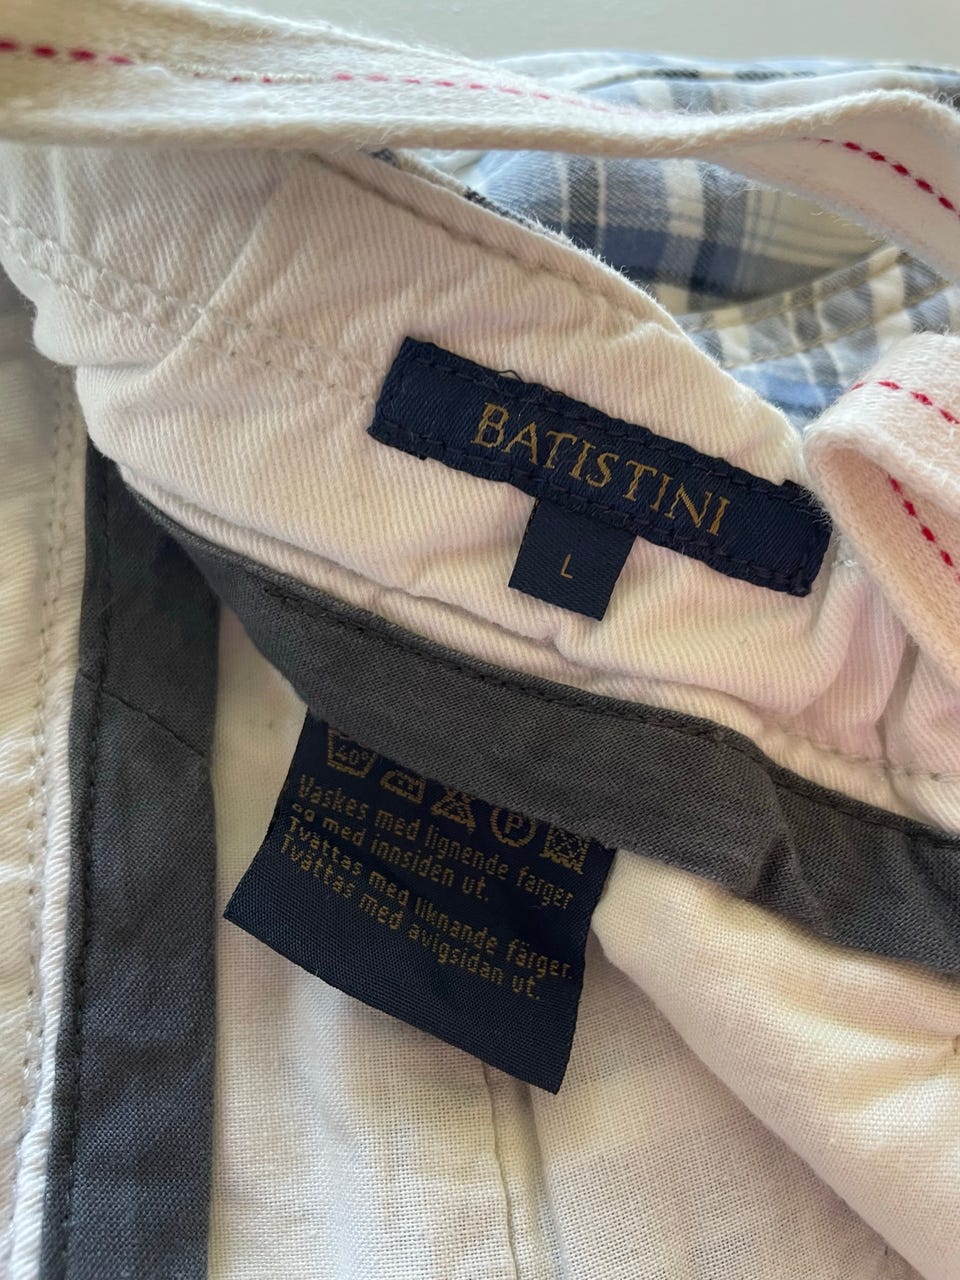 BATISTINI
L
40°
P
Vaskes med lignende farger
og med innsiden ut.
Tvättas med liknande färger.
Tvättas med avigsidan ut.